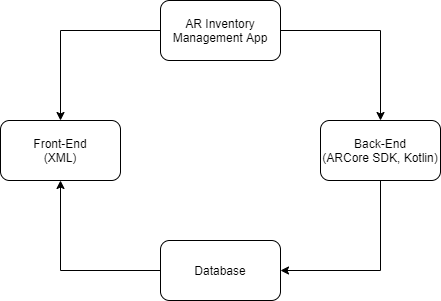 AR Inventory
Management App
Front-End
(XML)
Back-End
(ARCore SDK, Kotlin)
Database